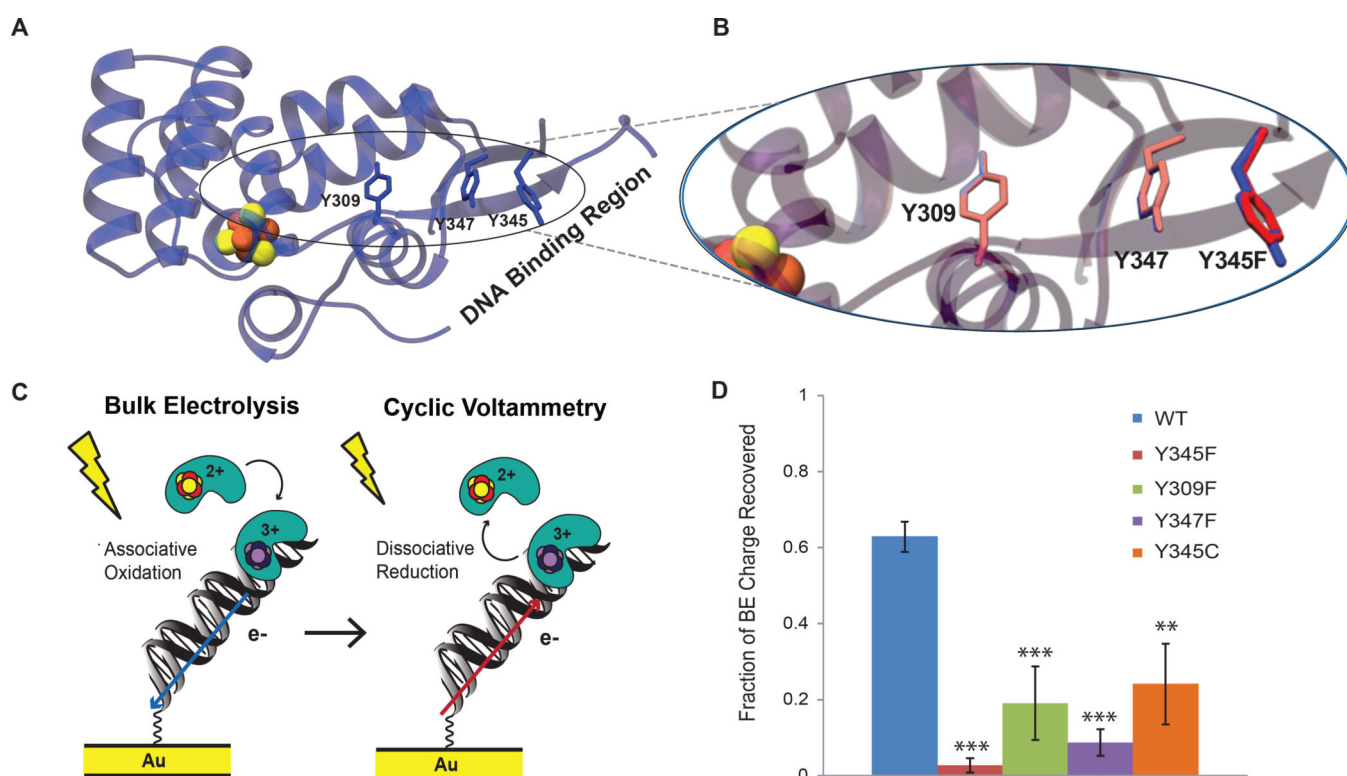 A
Y309
Y347
Y345
DNA Binding Region
B
Y309
Y347
Y345F
C
Bulk Electrolysis
2+
3+
Associative
Oxidation
e-
Au
Cyclic Voltammetry
2+
3+
Dissociative
Reduction
e-
Au
D
Fraction of BE Charge Recovered
1
0.8
0.6
0.4
0.2
0
WT
Y345F
Y309F
Y347F
Y345C
***
***
***
**